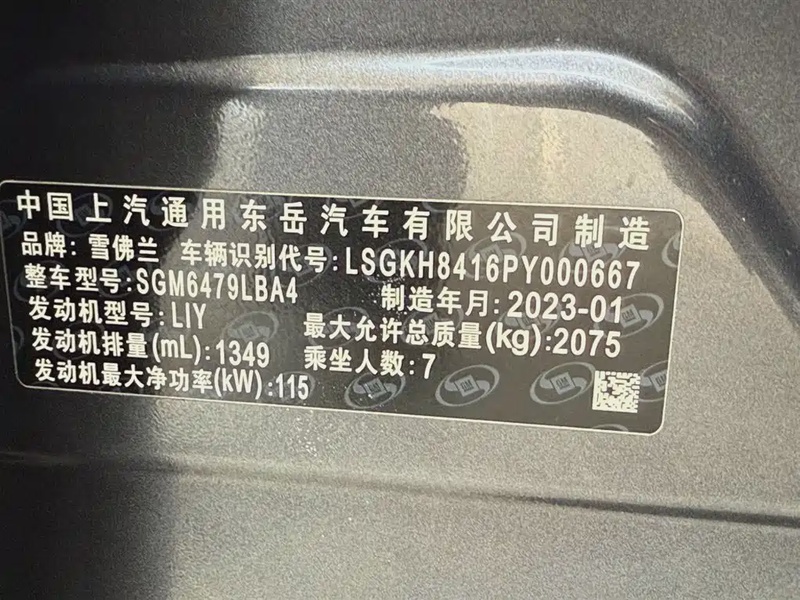 中国上汽通用东岳汽车有限公司制造
品牌: 雪佛兰 车辆识别代号: LSGKH8416PY000667
整车型号: SGM6479LBA4 制造年月: 2023-01
发动机型号: LIY 最大允许总质量(kg): 2075
发动机排量(mL): 1349 乘坐人数: 7
发动机最大净功率(kW): 115